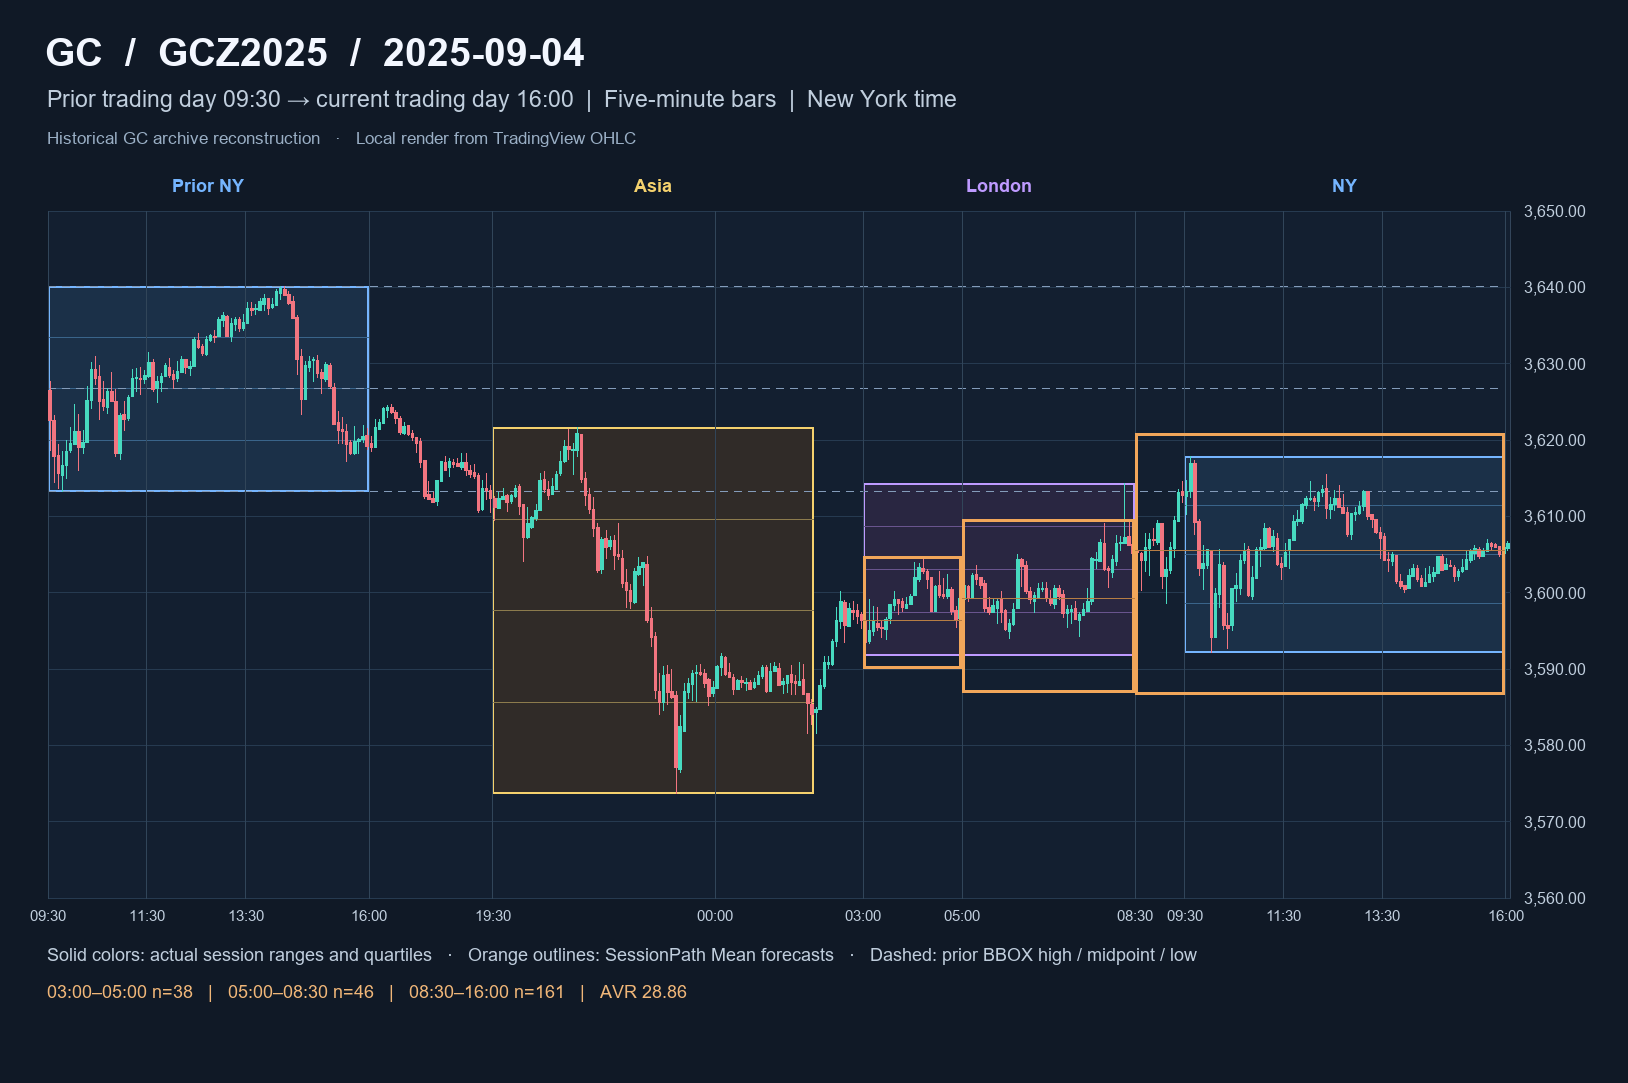 GC / GCZ2025 / 2025-09-04
Prior trading day 09:30 → current trading day 16:00 | Five-minute bars | New York time
Historical GC archive reconstruction · Local render from TradingView OHLC
Prior NY Asia London NY
3,650.00
3,640.00
3,630.00
3,620.00
3,610.00
3,600.00
3,590.00
3,580.00
3,570.00
3,560.00
09:30 11:30 13:30 16:00 19:30 00:00 03:00 05:00 08:30 09:30 11:30 13:30 16:00
Solid colors: actual session ranges and quartiles · Orange outlines: SessionPath Mean forecasts · Dashed: prior BBOX high / midpoint / low
03:00–05:00 n=38 | 05:00–08:30 n=46 | 08:30–16:00 n=161 | AVR 28.86